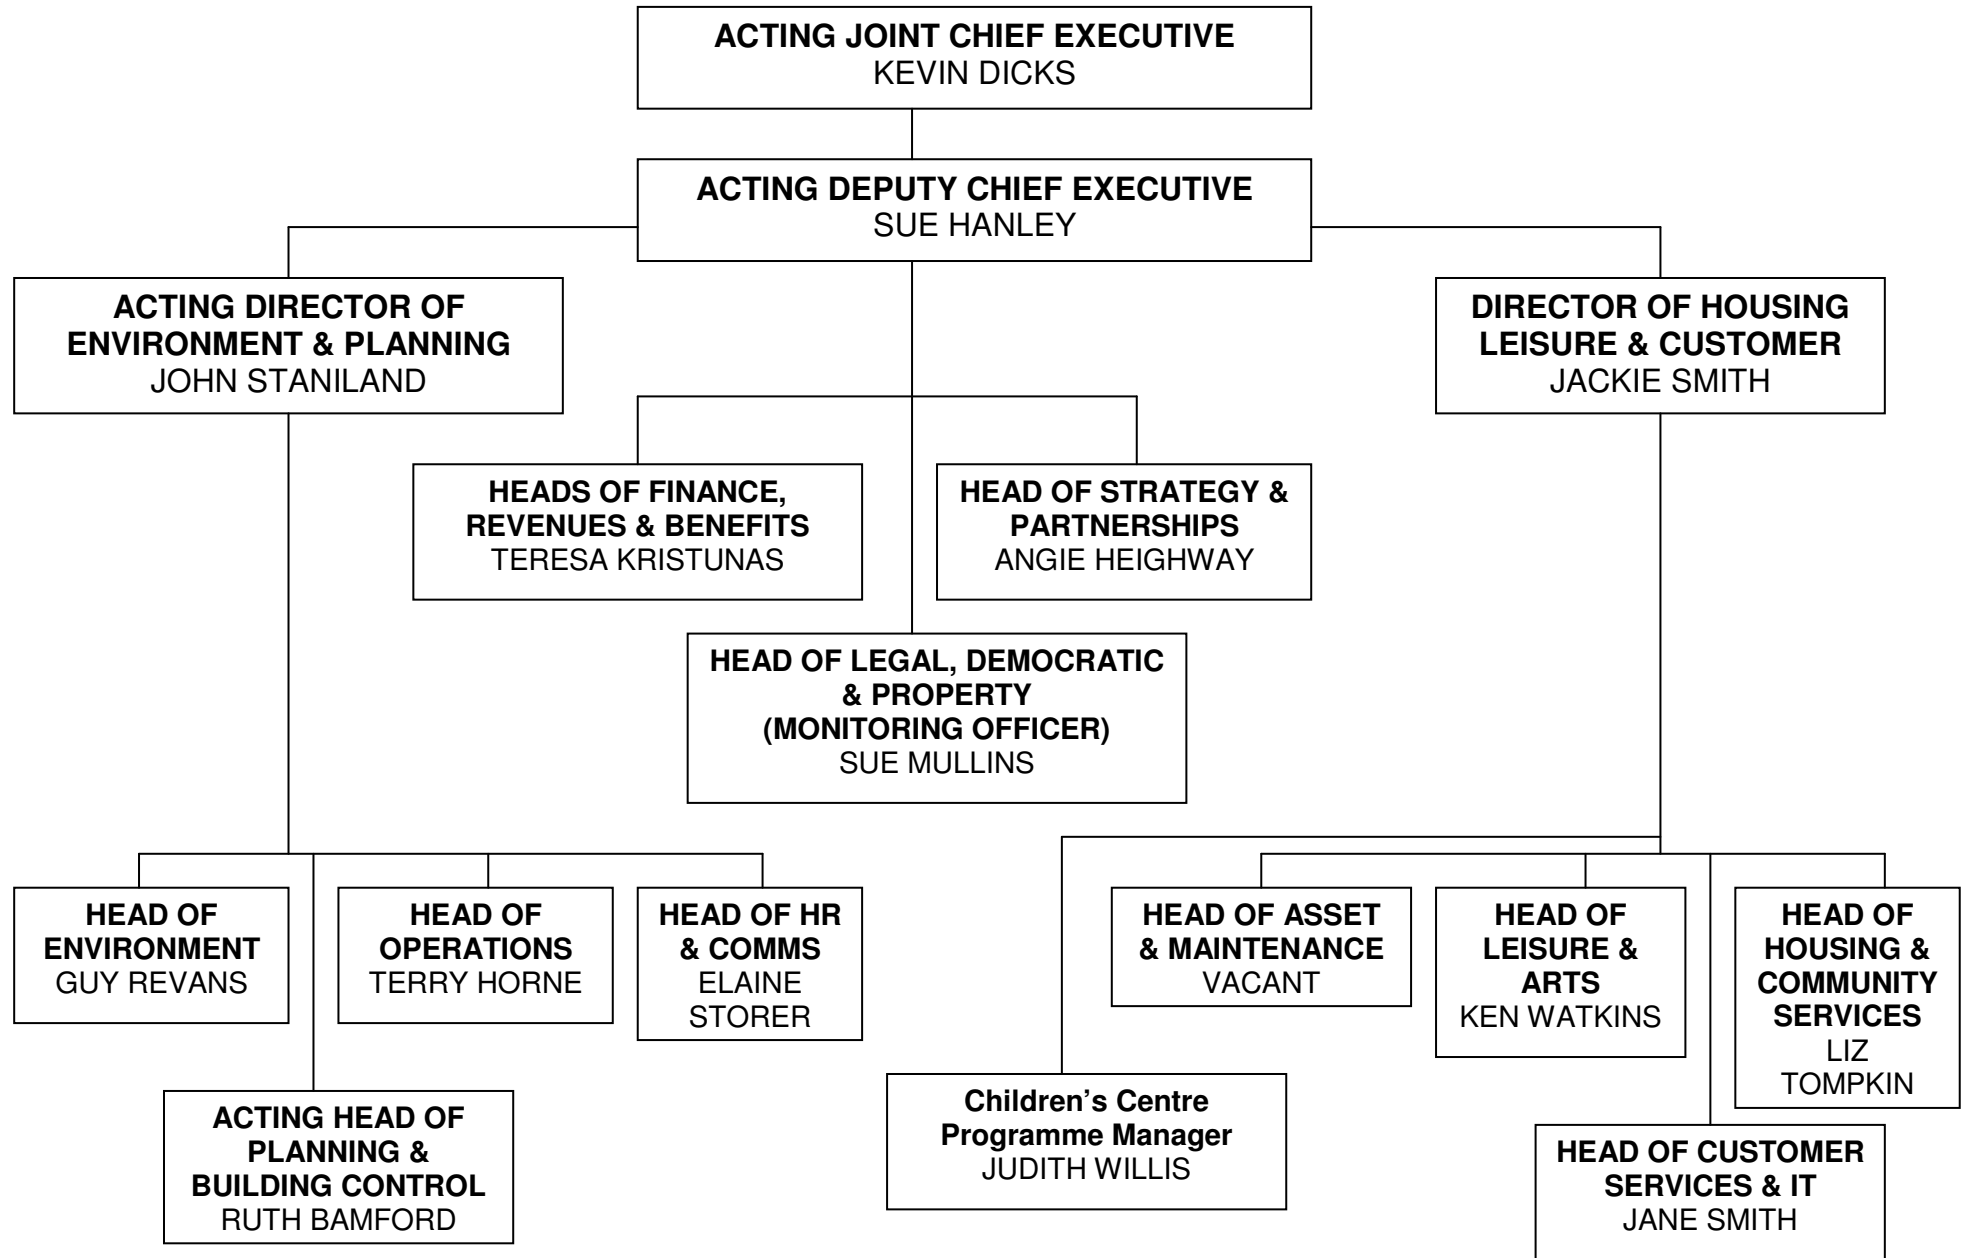 ACTING JOINT CHIEF EXECUTIVE
KEVIN DICKS
ACTING DEPUTY CHIEF EXECUTIVE
SUE HANLEY
ACTING DIRECTOR OF
ENVIRONMENT & PLANNING
JOHN STANILAND
DIRECTOR OF HOUSING
LEISURE & CUSTOMER
JACKIE SMITH
HEADS OF FINANCE,
REVENUES & BENEFITS
TERESA KRISTUNAS
HEAD OF STRATEGY &
PARTNERSHIPS
ANGIE HEIGHWAY
HEAD OF LEGAL, DEMOCRATIC
& PROPERTY
(MONITORING OFFICER)
SUE MULLINS
HEAD OF
ENVIRONMENT
GUY REVANS
HEAD OF
OPERATIONS
TERRY HORNE
HEAD OF HR
& COMMS
ELAINE
STORER
HEAD OF ASSET
& MAINTENANCE
VACANT
HEAD OF
LEISURE &
ARTS
KEN WATKINS
HEAD OF
HOUSING &
COMMUNITY
SERVICES
LIZ
TOMPKIN
ACTING HEAD OF
PLANNING &
BUILDING CONTROL
RUTH BAMFORD
Children’s Centre
Programme Manager
JUDITH WILLIS
HEAD OF CUSTOMER
SERVICES & IT
JANE SMITH